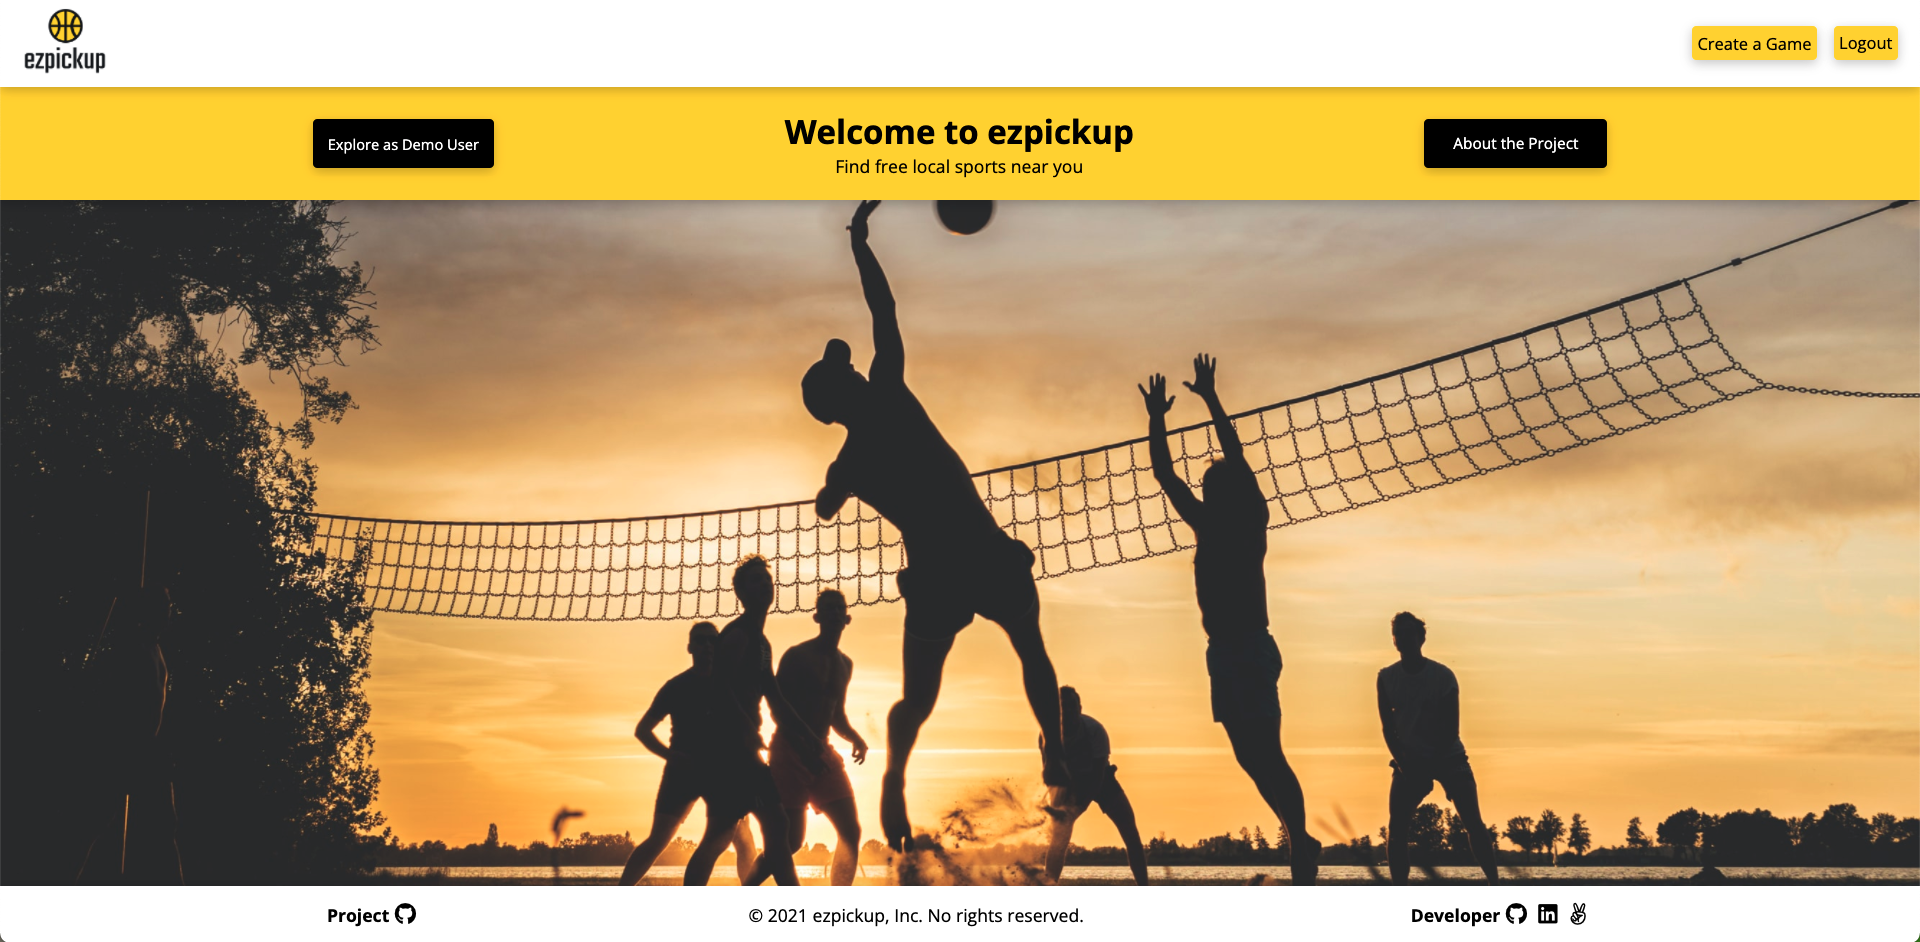 ezpickup
Create a Game
Logout
Explore as Demo User
Welcome to ezpickup
Find free local sports near you
About the Project
Project
© 2021 ezpickup, Inc. No rights reserved.
Developer